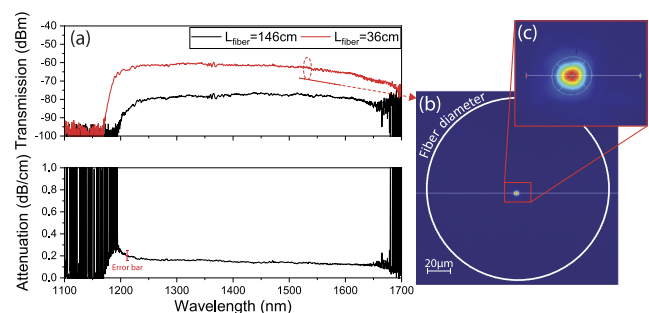 (a)
L_fiber=146cm
L_fiber=36cm
Transmission (dBm)
-40
-50
-60
-70
-80
-90
-100
Attenuation (dB/cm)
1,0
0,8
0,6
0,4
0,2
0,0
Error bar
1100
1200
1300
1400
1500
1600
1700
Wavelength (nm)
(b)
Fiber diameter
20μm
(c)